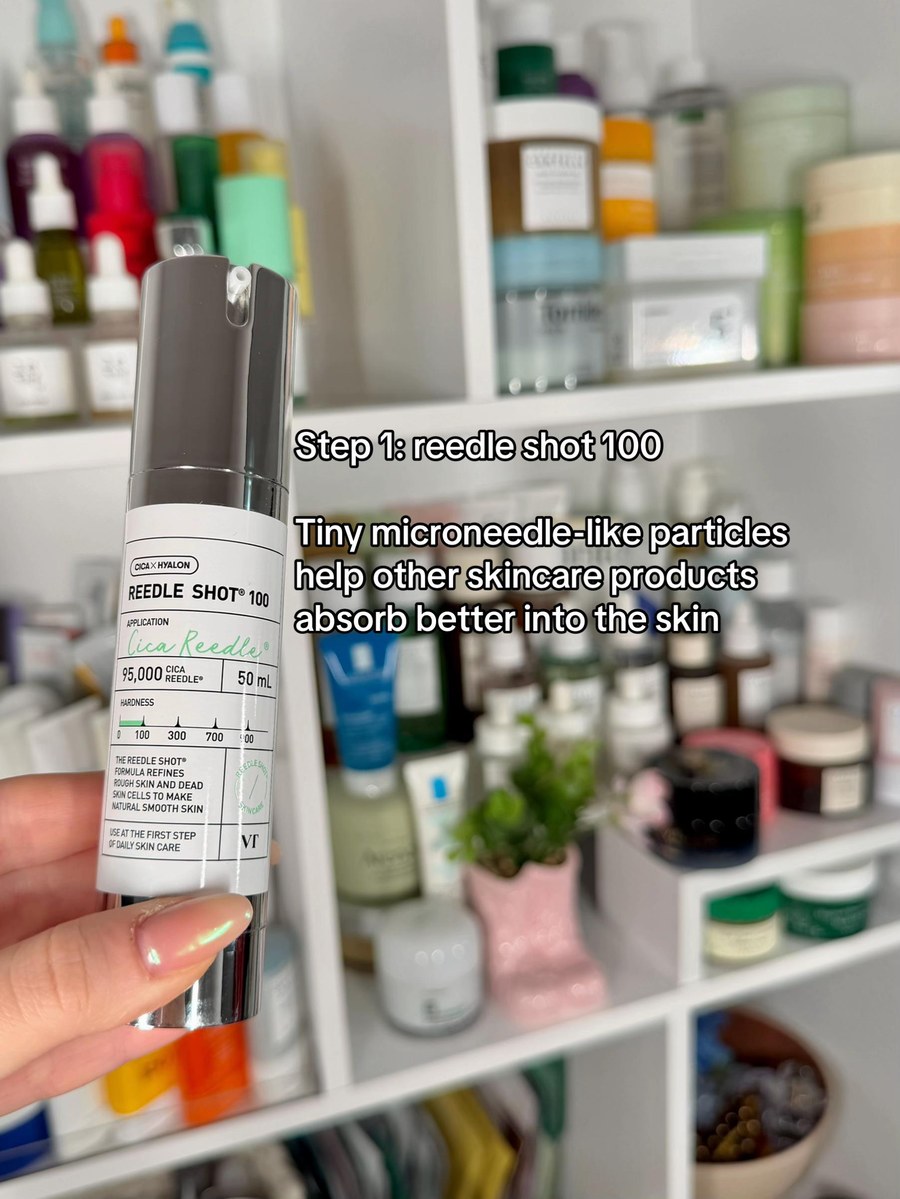 Step 1: reedle shot 100
Tiny microneedle-like particles
help other skincare products
absorb better into the skin
CICA X HYALON
REEDLE SHOT® 100
APPLICATION
Cica Reedle®
95,000 CICA REEDLE®
50 mL
HARDNESS
0 100 300 700 900
THE REEDLE SHOT®
FORMULA REFINES
ROUGH SKIN AND DEAD
SKIN CELLS TO MAKE
NATURAL SMOOTH SKIN
USE AT THE FIRST STEP
OF DAILY SKIN CARE
VT